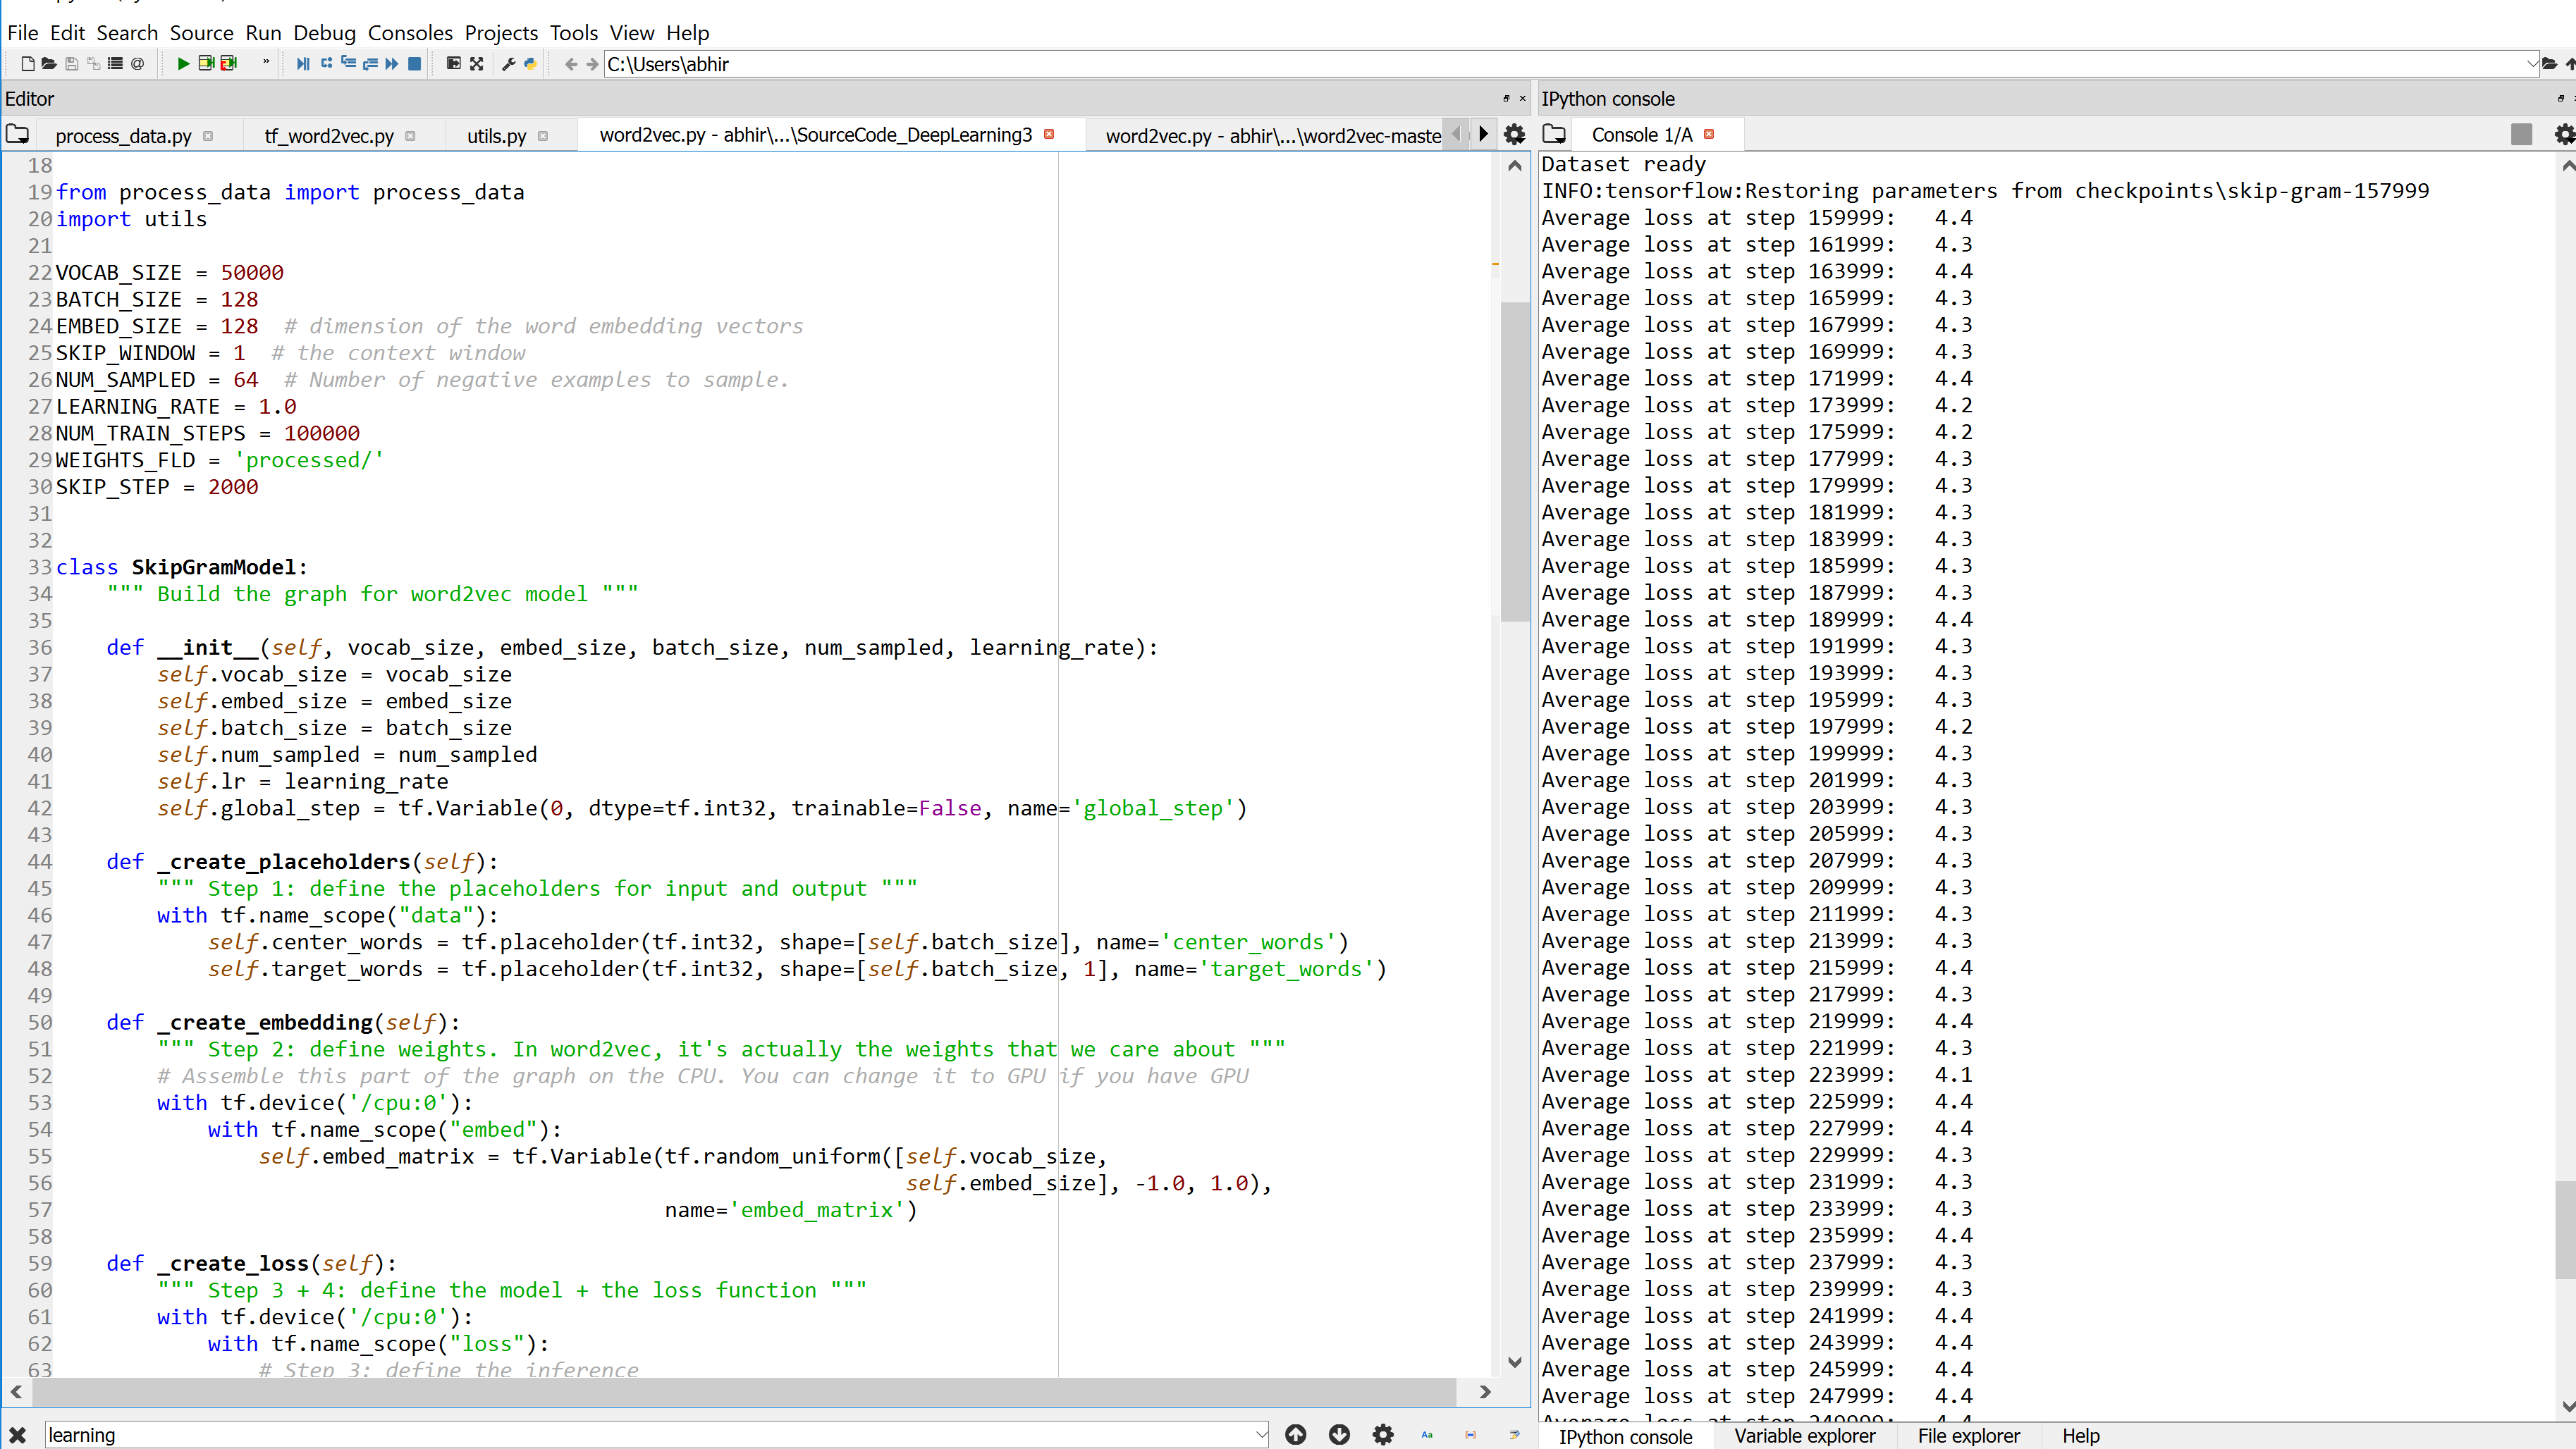 File Edit Search Source Run Debug Consoles Projects Tools View Help
C:\Users\abhir
Editor
process_data.py tf_word2vec.py utils.py word2vec.py - abhir\...\SourceCode_DeepLearning3 word2vec.py - abhir\...\word2vec-maste
18
19 from process_data import process_data
20 import utils
21
22 VOCAB_SIZE = 50000
23 BATCH_SIZE = 128
24 EMBED_SIZE = 128  # dimension of the word embedding vectors
25 SKIP_WINDOW = 1  # the context window
26 NUM_SAMPLED = 64  # Number of negative examples to sample.
27 LEARNING_RATE = 1.0
28 NUM_TRAIN_STEPS = 100000
29 WEIGHTS_FLD = 'processed/'
30 SKIP_STEP = 2000
31
32
33 class SkipGramModel:
34     """ Build the graph for word2vec model """
35
36     def __init__(self, vocab_size, embed_size, batch_size, num_sampled, learning_rate):
37         self.vocab_size = vocab_size
38         self.embed_size = embed_size
39         self.batch_size = batch_size
40         self.num_sampled = num_sampled
41         self.lr = learning_rate
42         self.global_step = tf.Variable(0, dtype=tf.int32, trainable=False, name='global_step')
43
44     def _create_placeholders(self):
45         """ Step 1: define the placeholders for input and output """
46         with tf.name_scope("data"):
47             self.center_words = tf.placeholder(tf.int32, shape=[self.batch_size], name='center_words')
48             self.target_words = tf.placeholder(tf.int32, shape=[self.batch_size, 1], name='target_words')
49
50     def _create_embedding(self):
51         """ Step 2: define weights. In word2vec, it's actually the weights that we care about """
52         # Assemble this part of the graph on the CPU. You can change it to GPU if you have GPU
53         with tf.device('/cpu:0'):
54             with tf.name_scope("embed"):
55                 self.embed_matrix = tf.Variable(tf.random_uniform([self.vocab_size,
56                                                                    self.embed_size], -1.0, 1.0),
57                                                 name='embed_matrix')
58
59     def _create_loss(self):
60         """ Step 3 + 4: define the model + the loss function """
61         with tf.device('/cpu:0'):
62             with tf.name_scope("loss"):
63                 # Step 3: define the inference
learning
IPython console
Console 1/A
Dataset ready
INFO:tensorflow:Restoring parameters from checkpoints\skip-gram-157999
Average loss at step 159999:   4.4
Average loss at step 161999:   4.3
Average loss at step 163999:   4.4
Average loss at step 165999:   4.3
Average loss at step 167999:   4.3
Average loss at step 169999:   4.3
Average loss at step 171999:   4.4
Average loss at step 173999:   4.2
Average loss at step 175999:   4.2
Average loss at step 177999:   4.3
Average loss at step 179999:   4.3
Average loss at step 181999:   4.3
Average loss at step 183999:   4.3
Average loss at step 185999:   4.3
Average loss at step 187999:   4.3
Average loss at step 189999:   4.4
Average loss at step 191999:   4.3
Average loss at step 193999:   4.3
Average loss at step 195999:   4.3
Average loss at step 197999:   4.2
Average loss at step 199999:   4.3
Average loss at step 201999:   4.3
Average loss at step 203999:   4.3
Average loss at step 205999:   4.3
Average loss at step 207999:   4.3
Average loss at step 209999:   4.3
Average loss at step 211999:   4.3
Average loss at step 213999:   4.3
Average loss at step 215999:   4.4
Average loss at step 217999:   4.3
Average loss at step 219999:   4.4
Average loss at step 221999:   4.3
Average loss at step 223999:   4.1
Average loss at step 225999:   4.4
Average loss at step 227999:   4.4
Average loss at step 229999:   4.3
Average loss at step 231999:   4.3
Average loss at step 233999:   4.3
Average loss at step 235999:   4.4
Average loss at step 237999:   4.3
Average loss at step 239999:   4.3
Average loss at step 241999:   4.4
Average loss at step 243999:   4.4
Average loss at step 245999:   4.4
Average loss at step 247999:   4.4
IPython console Variable explorer File explorer Help